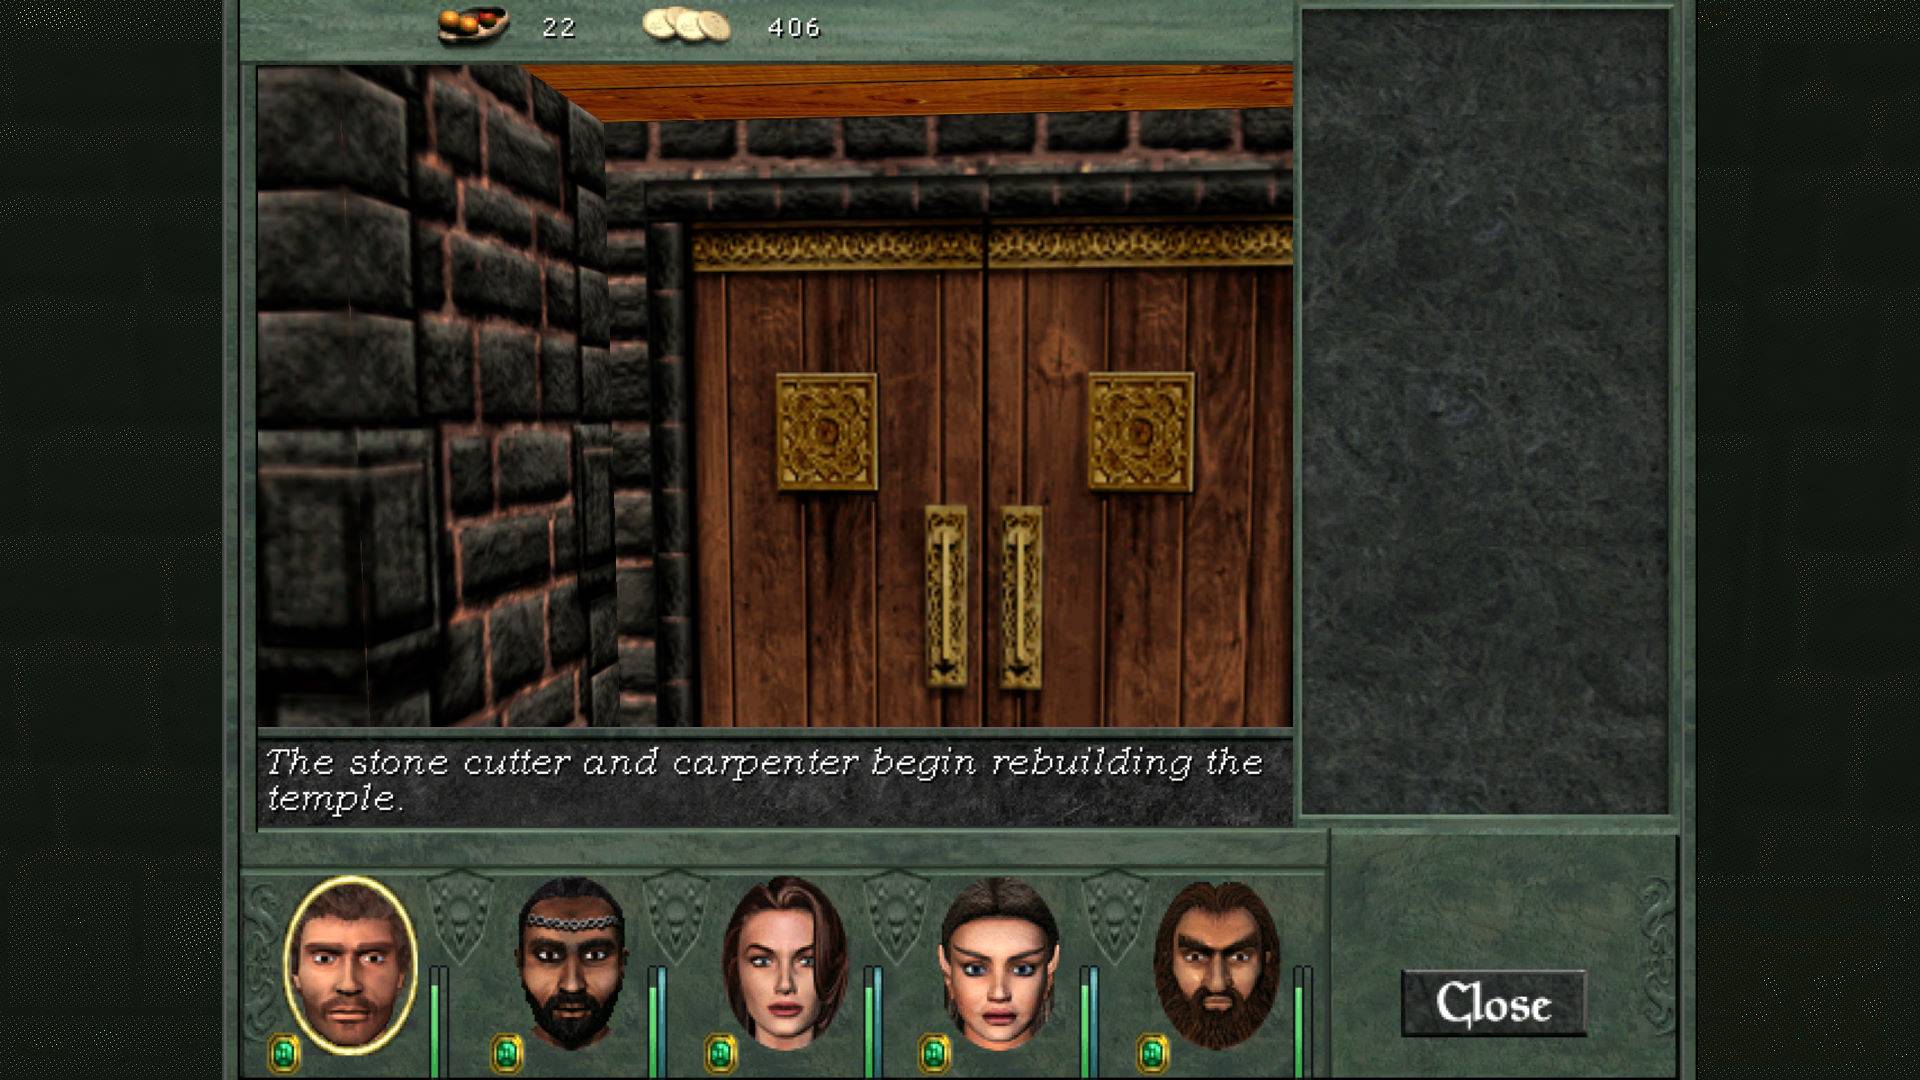 22 406
The stone cutter and carpenter begin rebuilding the
temple.
Close